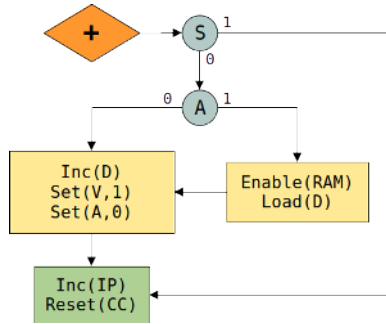 +
S
1
0
0
A
1
Inc(D)
Set(V,1)
Set(A,0)
Enable(RAM)
Load(D)
Inc(IP)
Reset(CC)